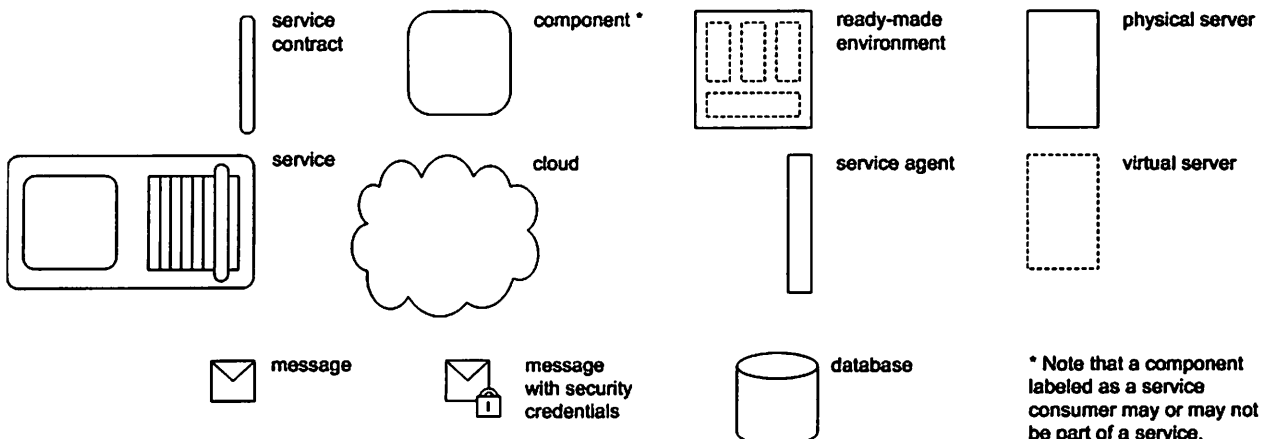 service
contract
component *
ready-made
environment
physical server
service
cloud
service agent
virtual server
message
message
with security
credentials
database
* Note that a component
labeled as a service
consumer may or may not
be part of a service.